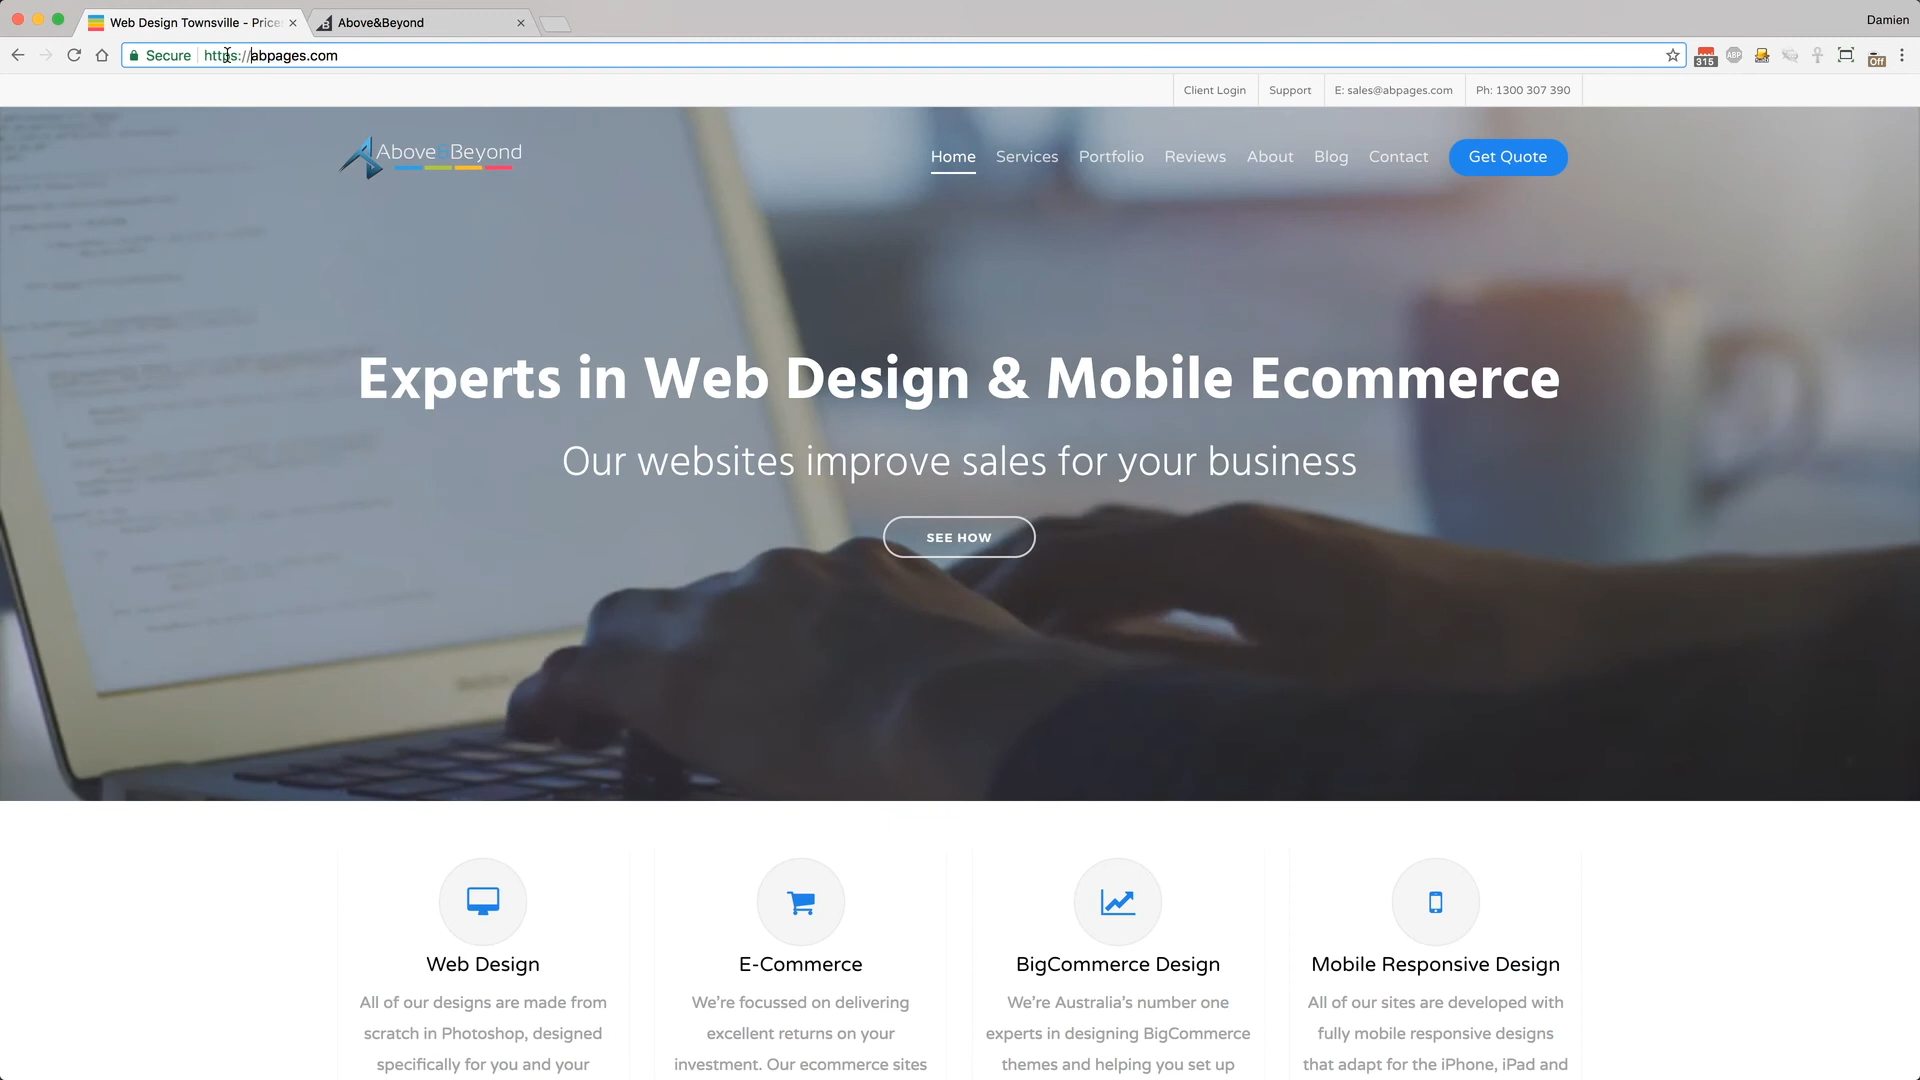 Web Design Townsville - Price
Above&Beyond
Damien
Secure
https://abpages.com
315
ABP
Off
Client Login
Support
E: sales@abpages.com
Ph: 1300 307 390
Above&Beyond
Home
Services
Portfolio
Reviews
About
Blog
Contact
Get Quote
Experts in Web Design & Mobile Ecommerce
Our websites improve sales for your business
SEE HOW
Web Design
All of our designs are made from
scratch in Photoshop, designed
specifically for you and your
E-Commerce
We're focussed on delivering
excellent returns on your
investment. Our ecommerce sites
BigCommerce Design
We're Australia's number one
experts in designing BigCommerce
themes and helping you set up
Mobile Responsive Design
All of our sites are developed with
fully mobile responsive designs
that adapt for the iPhone, iPad and